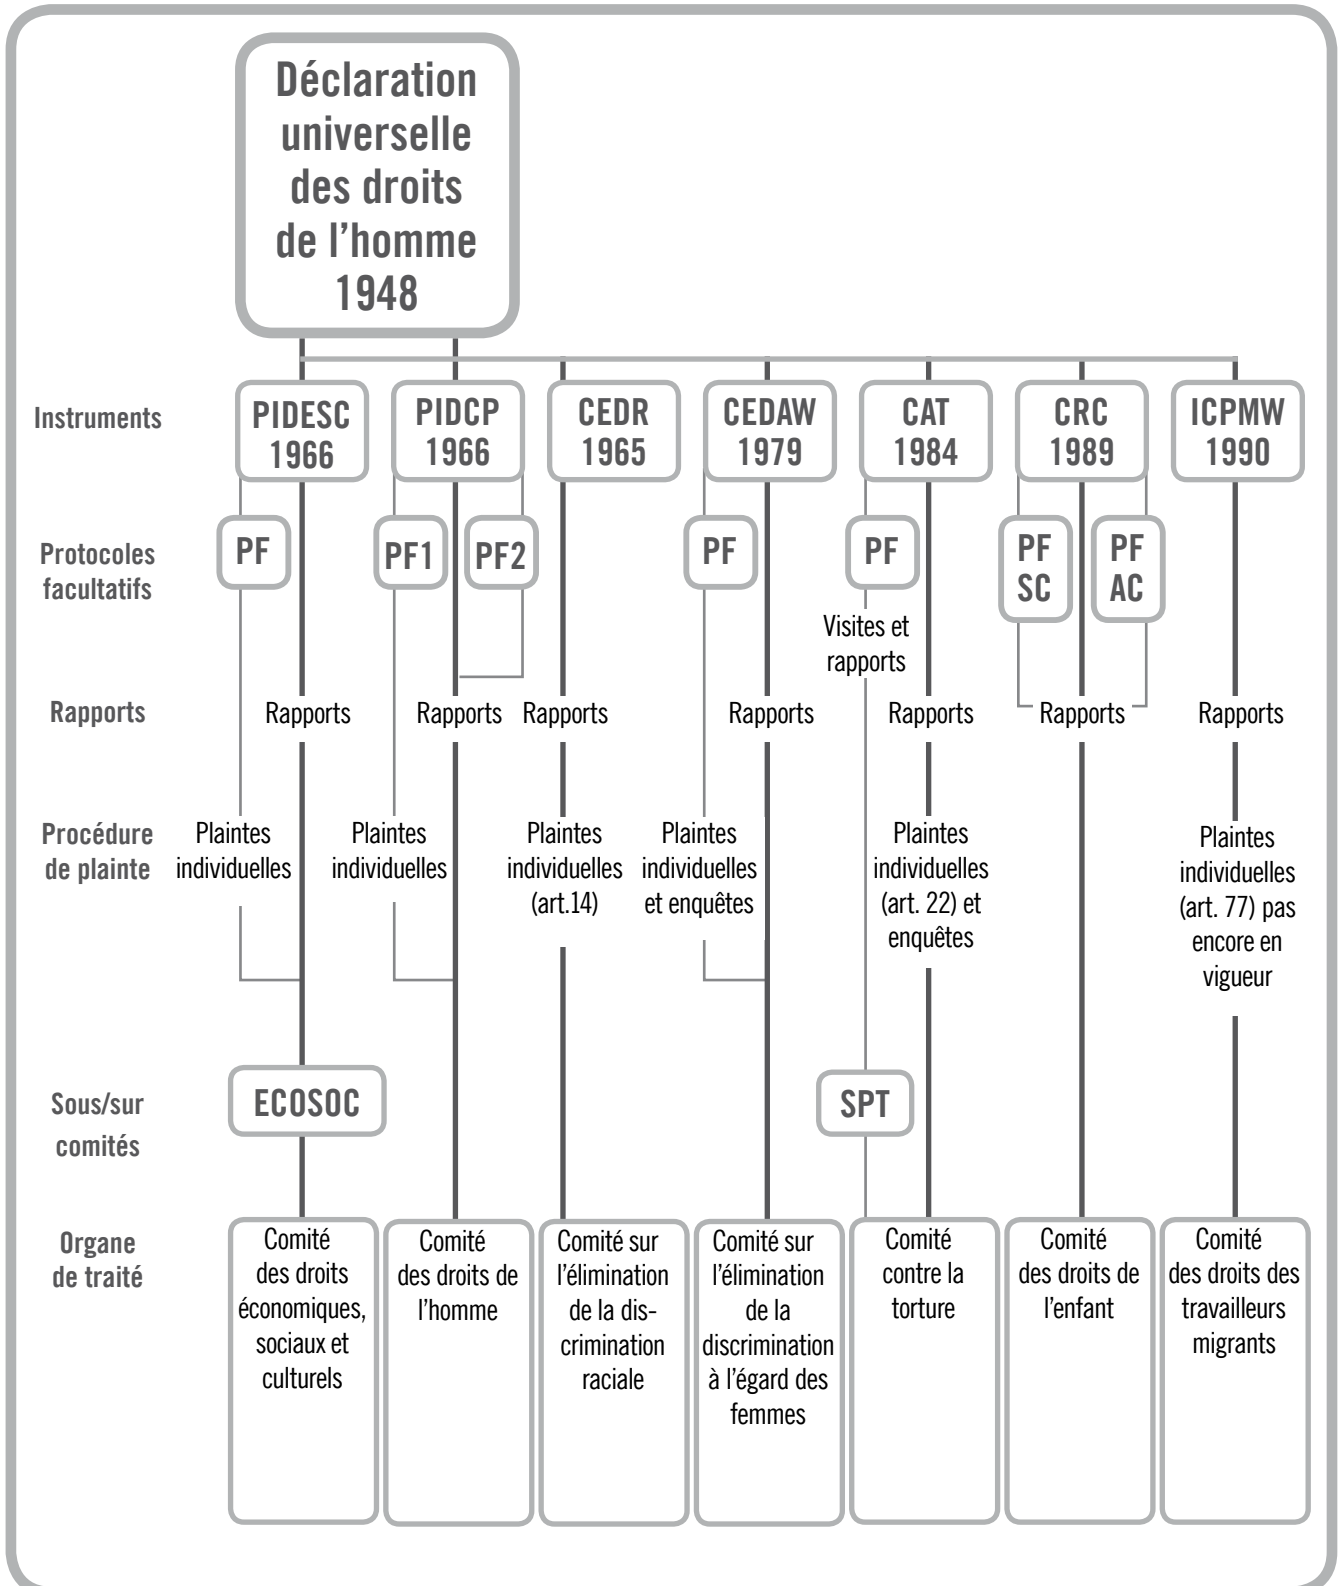 Déclaration
universelle
des droits
de l'homme
1948
Instruments
PIDESC
1966
PIDCP
1966
CEDR
1965
CEDAW
1979
CAT
1984
CRC
1989
ICPMW
1990
Protocoles
facultatifs
PF
PF1
PF2
PF
PF
PF
SC
PF
AC
Visites et
rapports
Rapports
Rapports
Rapports
Rapports
Rapports
Rapports
Rapports
Rapports
Procédure
de plainte
Plaintes
individuelles
Plaintes
individuelles
Plaintes
individuelles
(art.14)
Plaintes
individuelles
et enquêtes
Plaintes
individuelles
(art. 22) et
enquêtes
Plaintes
individuelles
(art. 77) pas
encore en
vigueur
Sous/sur
comités
ECOSOC
SPT
Organe
de traité
Comité
des droits
économiques,
sociaux et
culturels
Comité
des droits de
l'homme
Comité sur
l'élimination
de la dis-
crimination
raciale
Comité sur
l'élimination
de la
discrimination
à l'égard des
femmes
Comité
contre la
torture
Comité
des droits de
l'enfant
Comité
des droits des
travailleurs
migrants